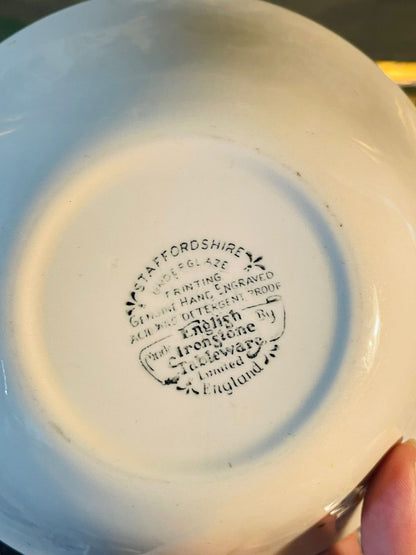 STAFFORDSHIRE
UNDERGLAZE
PRINTING
GENUINE HAND ENGRAVED
ACID AND DETERGENT PROOF
Made English By
Ironstone
Tableware
Limited
England